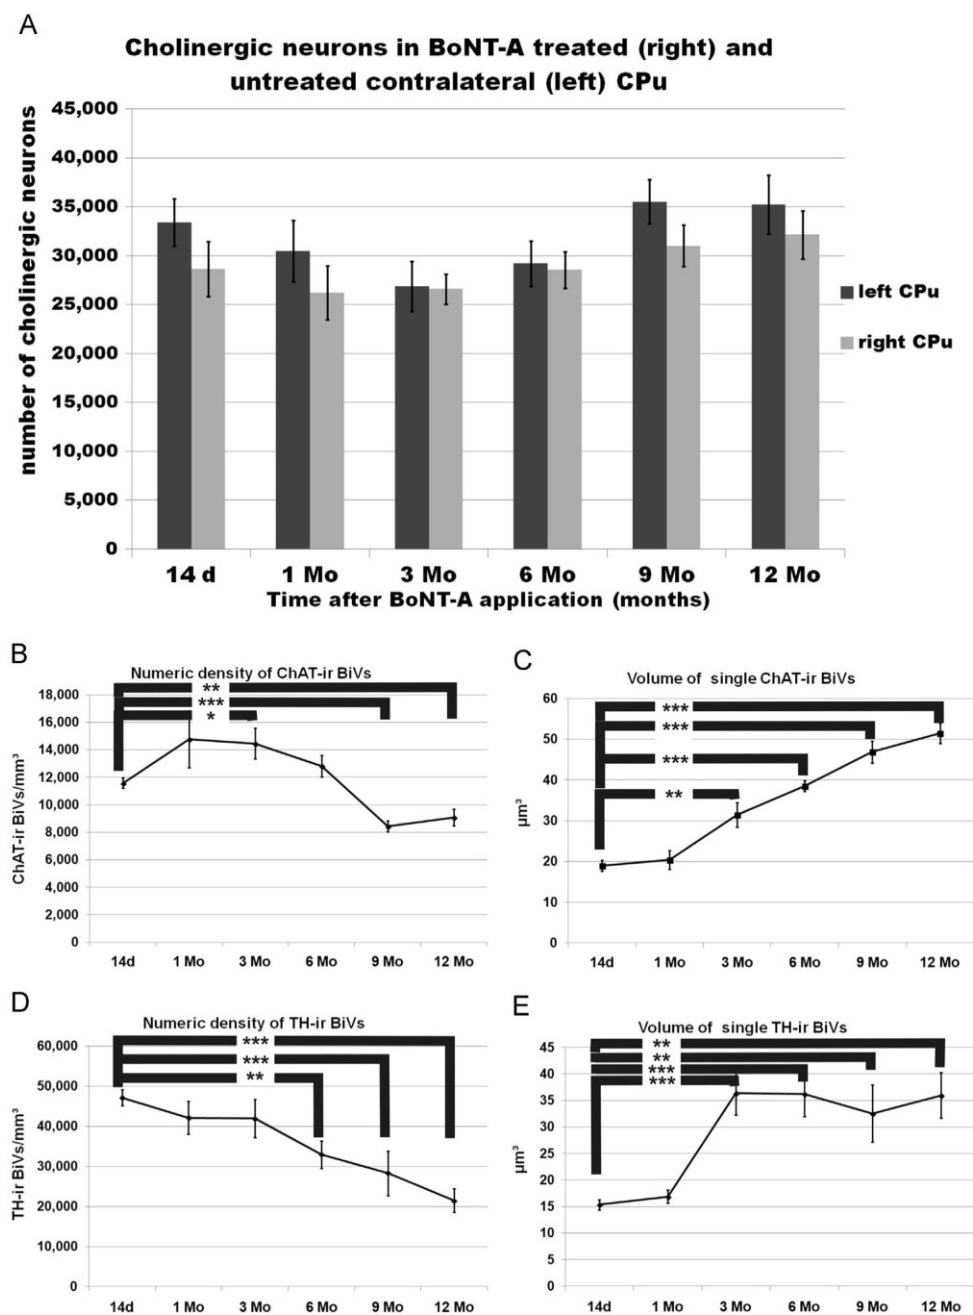 A
Cholinergic neurons in BoNT-A treated (right) and
untreated contralateral (left) CPu
number of cholinergic neurons
45,000
40,000
35,000
30,000
25,000
20,000
15,000
10,000
5,000
0
left CPu
right CPu
14 d 1 Mo 3 Mo 6 Mo 9 Mo 12 Mo
Time after BoNT-A application (months)
B
Numeric density of ChAT-ir BiVs
ChAT-ir BiVs/mm³
18,000
16,000
14,000
12,000
10,000
8,000
6,000
4,000
2,000
0
**
***
*
14d 1 Mo 3 Mo 6 Mo 9 Mo 12 Mo
C
Volume of single ChAT-ir BiVs
µm³
60
50
40
30
20
10
0
***
***
***
**
14d 1 Mo 3 Mo 6 Mo 9 Mo 12 Mo
D
Numeric density of TH-ir BiVs
TH-ir BiVs/mm³
60,000
50,000
40,000
30,000
20,000
10,000
0
***
***
**
14d 1 Mo 3 Mo 6 Mo 9 Mo 12 Mo
E
Volume of single TH-ir BiVs
µm³
45
40
35
30
25
20
15
10
5
0
**
**
***
***
14d 1 Mo 3 Mo 6 Mo 9 Mo 12 Mo